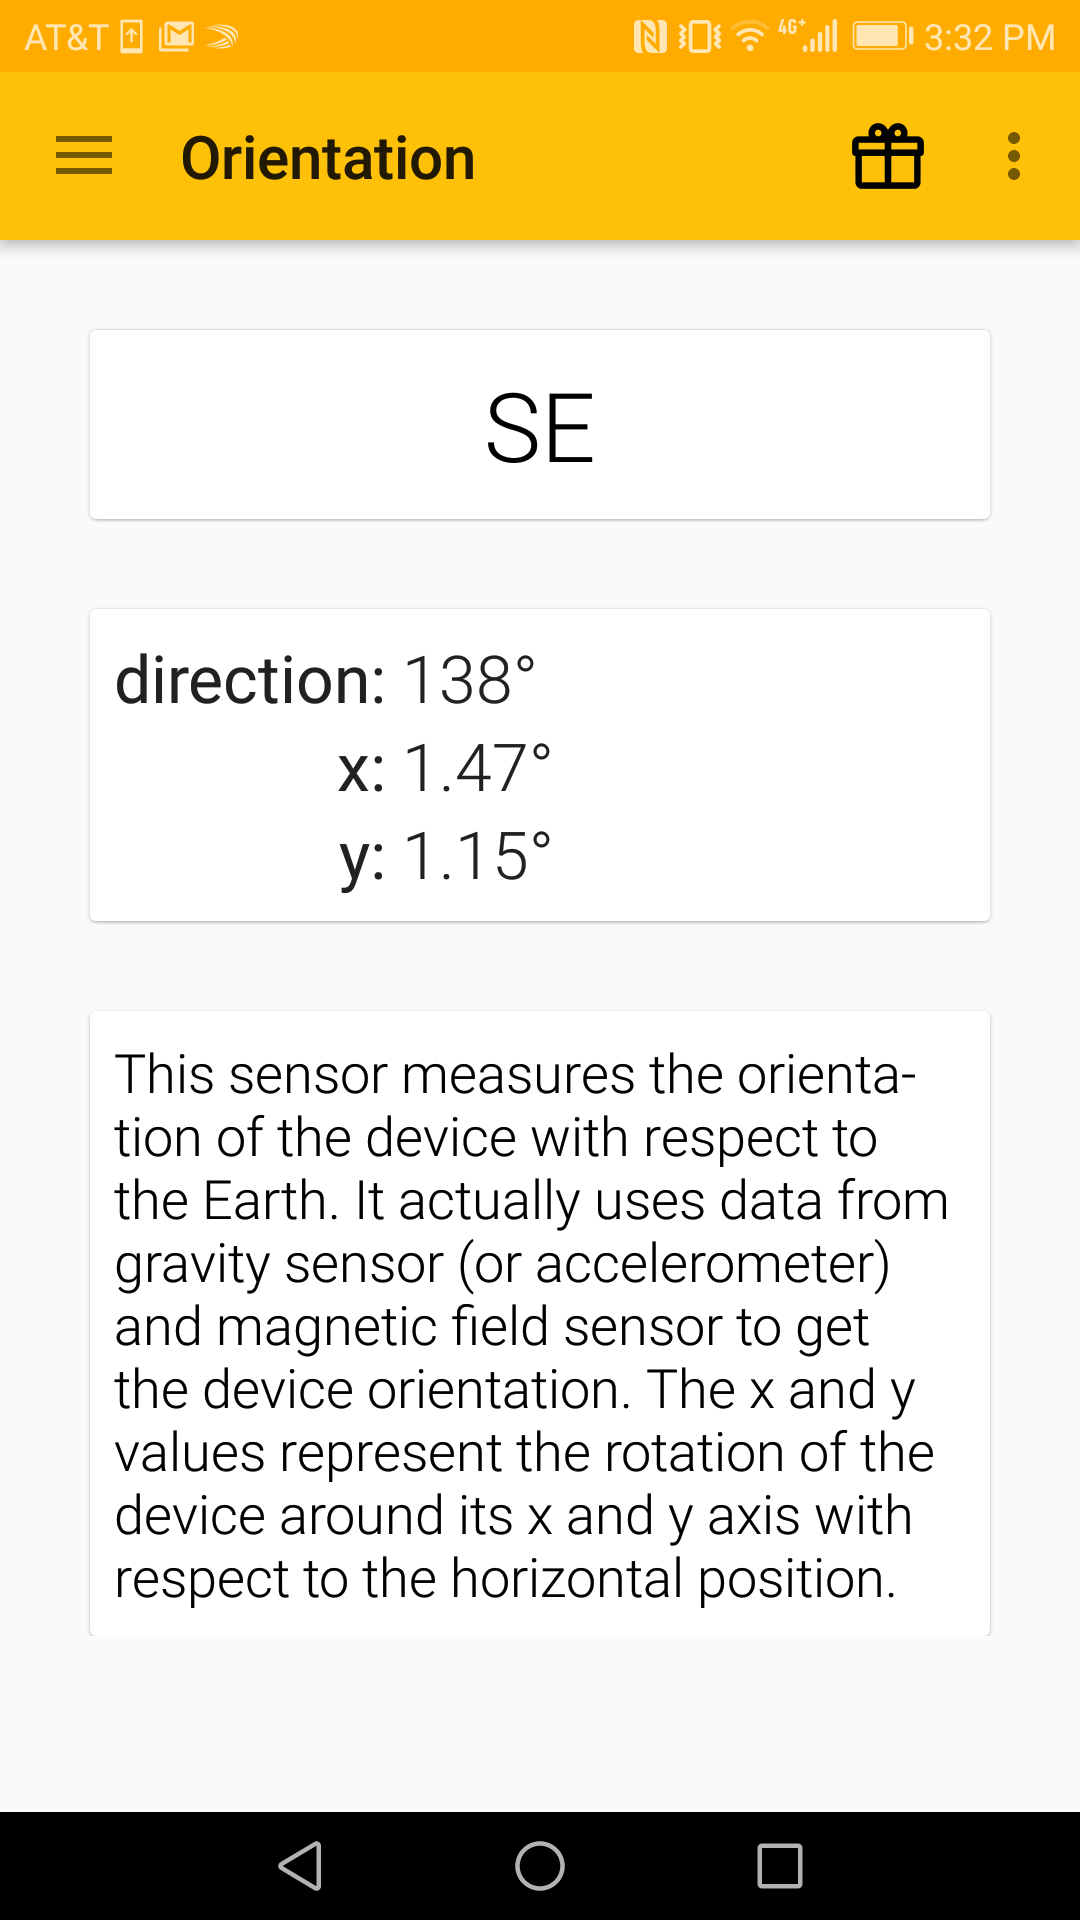 AT&T 4G+ 3:32 PM
Orientation
SE
direction: 138°
x: 1.47°
y: 1.15°
This sensor measures the orienta-
tion of the device with respect to
the Earth. It actually uses data from
gravity sensor (or accelerometer)
and magnetic field sensor to get
the device orientation. The x and y
values represent the rotation of the
device around its x and y axis with
respect to the horizontal position.